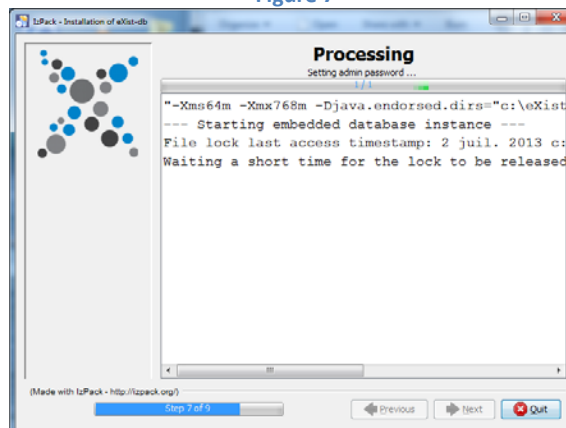 IzPack - Installation of eXist-db
Processing
Setting admin password ...
1 / 1
"-Xms64m -Xmx768m -Djava.endorsed.dirs="c:\eXist
--- Starting embedded database instance ---
File lock last access timestamp: 2 juil. 2013 c:
Waiting a short time for the lock to be released
(Made with IzPack - http://izpack.org/)
Step 7 of 9
Previous
Next
Quit